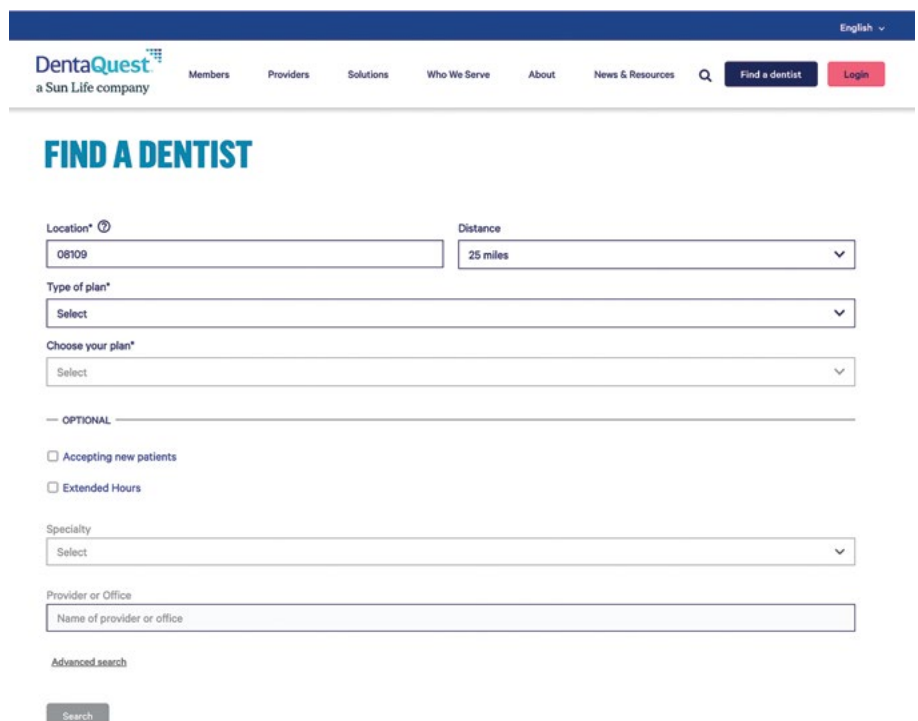 English
DentaQuest
a Sun Life company
Members Providers Solutions Who We Serve About News & Resources Find a dentist Login
FIND A DENTIST
Location* Distance
08109 25 miles
Type of plan*
Select
Choose your plan*
Select
OPTIONAL
Accepting new patients
Extended Hours
Specialty
Select
Provider or Office
Name of provider or office
Advanced search
Search